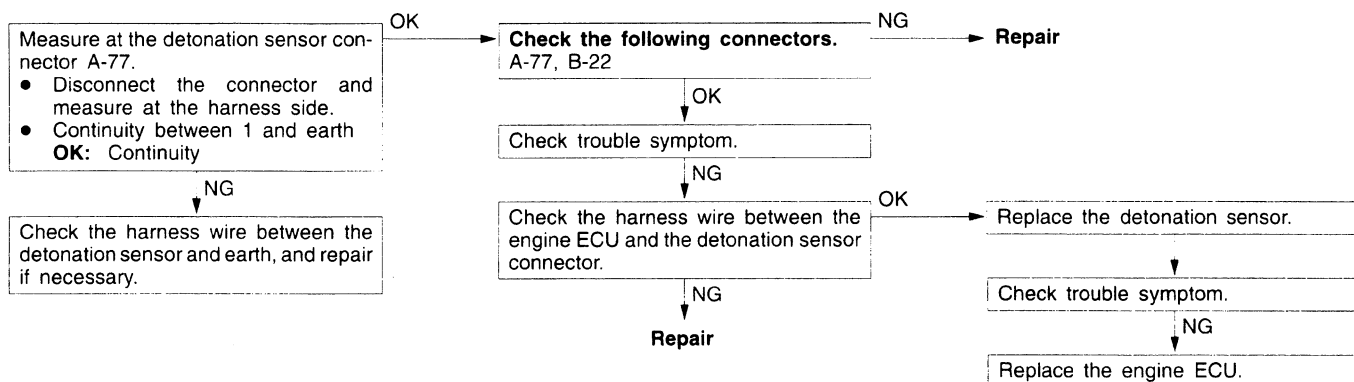 Measure at the detonation sensor con-
nector A-77.
● Disconnect the connector and
measure at the harness side.
● Continuity between 1 and earth
OK: Continuity
OK
Check the following connectors.
A-77, B-22
NG
Repair
OK
Check trouble symptom.
NG
NG
Check the harness wire between the
detonation sensor and earth, and repair
if necessary.
Check the harness wire between the
engine ECU and the detonation sensor
connector.
OK
Replace the detonation sensor.
NG
Repair
Check trouble symptom.
NG
Replace the engine ECU.